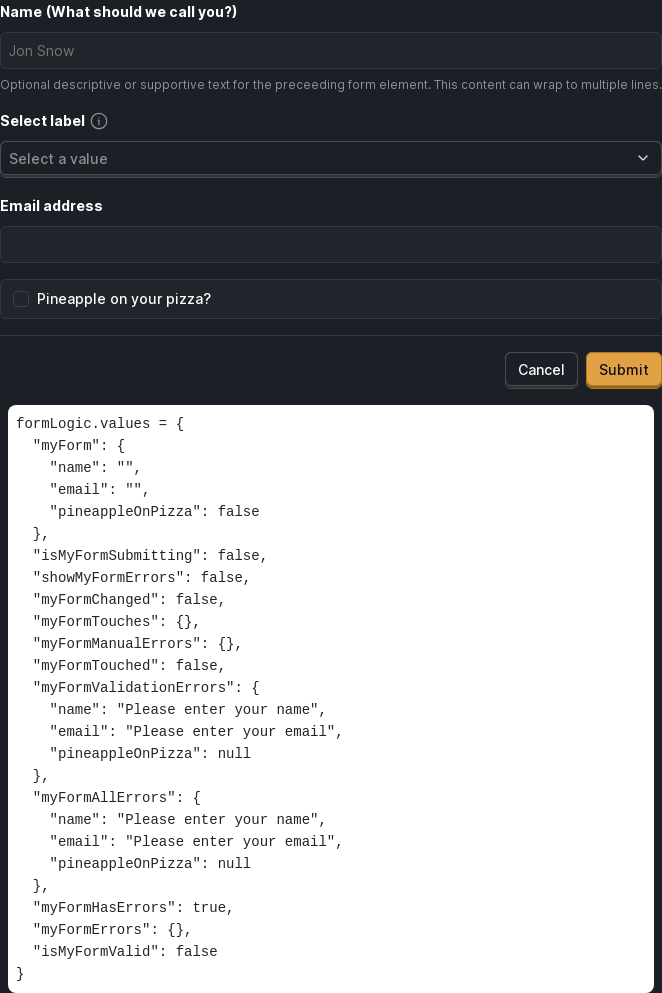 Name (What should we call you?)
Jon Snow
Optional descriptive or supportive text for the preceeding form element. This content can wrap to multiple lines.
Select label
Select a value
Email address
Pineapple on your pizza?
Cancel
Submit
formLogic.values = {
  "myForm": {
    "name": "",
    "email": "",
    "pineappleOnPizza": false
  },
  "isMyFormSubmitting": false,
  "showMyFormErrors": false,
  "myFormChanged": false,
  "myFormTouches": {},
  "myFormManualErrors": {},
  "myFormTouched": false,
  "myFormValidationErrors": {
    "name": "Please enter your name",
    "email": "Please enter your email",
    "pineappleOnPizza": null
  },
  "myFormAllErrors": {
    "name": "Please enter your name",
    "email": "Please enter your email",
    "pineappleOnPizza": null
  },
  "myFormHasErrors": true,
  "myFormErrors": {},
  "isMyFormValid": false
}